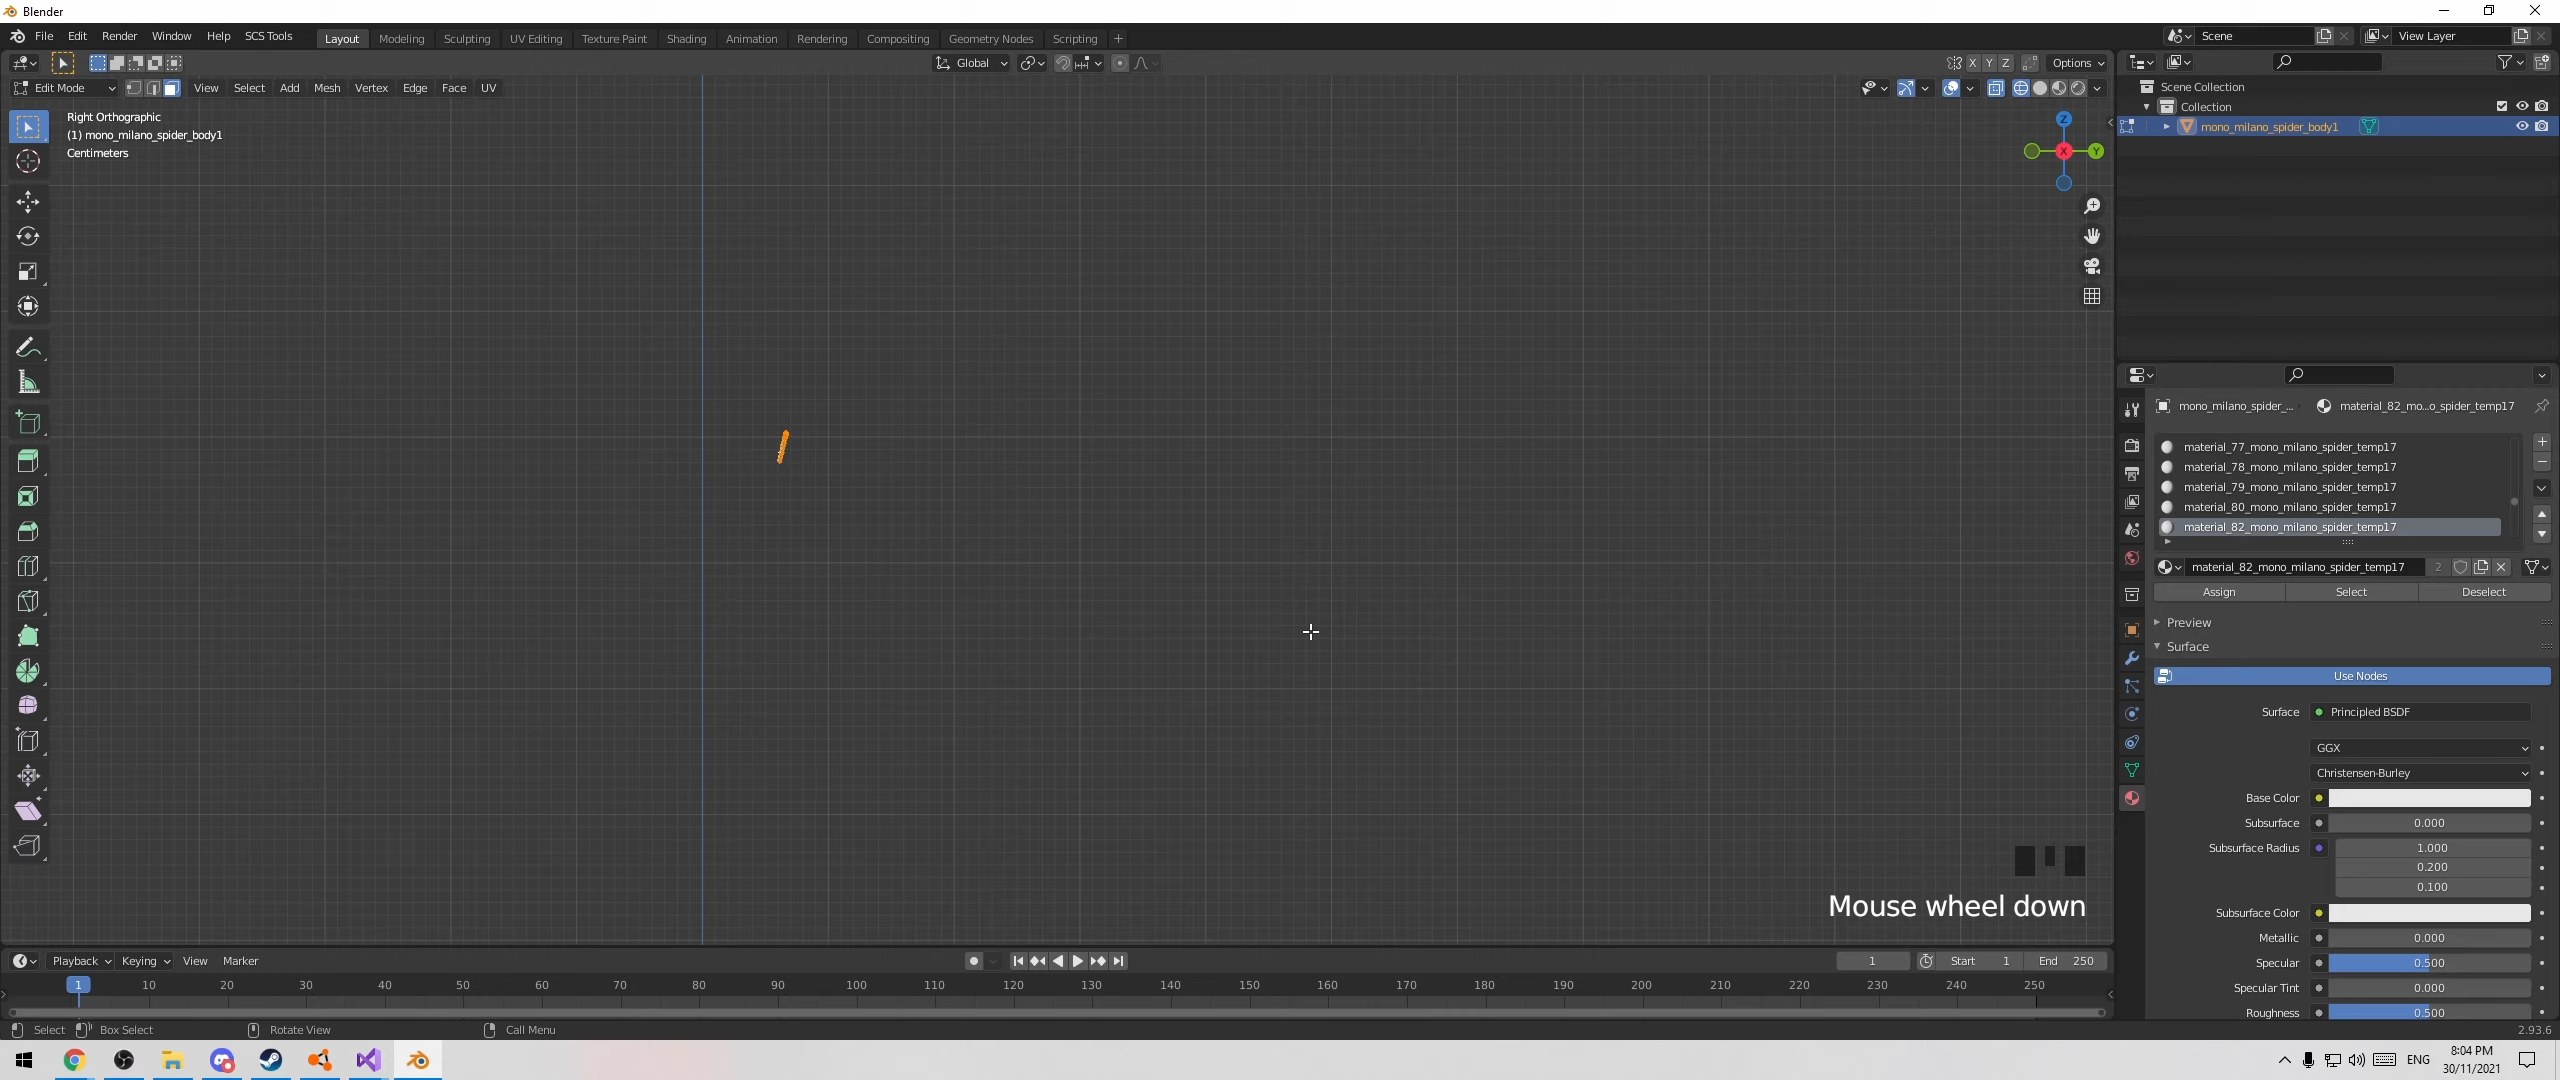 Blender
File Edit Render Window Help SCS Tools Layout Modeling Sculpting UV Editing Texture Paint Shading Animation Rendering Compositing Geometry Nodes Scripting + Scene View Layer
Global X Y Z Options
Edit Mode View Select Add Mesh Vertex Edge Face UV
Scene Collection
Collection
mono_milano_spider_body1
Right Orthographic
(1) mono_milano_spider_body1
Centimeters
Z
X
Y
mono_milano_spider_... material_82_mo...o_spider_temp17
material_77_mono_milano_spider_temp17
material_78_mono_milano_spider_temp17
material_79_mono_milano_spider_temp17
material_80_mono_milano_spider_temp17
material_82_mono_milano_spider_temp17
material_82_mono_milano_spider_temp17 2
Assign Select Deselect
Preview
Surface
Use Nodes
Surface Principled BSDF
GGX
Christensen-Burley
Base Color
Subsurface 0.000
Subsurface Radius 1.000
0.200
0.100
Subsurface Color
Metallic 0.000
Specular 0.500
Specular Tint 0.000
Roughness 0.500
Mouse wheel down
Playback Keying View Marker 1 Start 1 End 250
1 10 20 30 40 50 60 70 80 90 100 110 120 130 140 150 160 170 180 190 200 210 220 230 240 250
Select Box Select Rotate View Call Menu 2.93.6
ENG 8:04 PM
30/11/2021